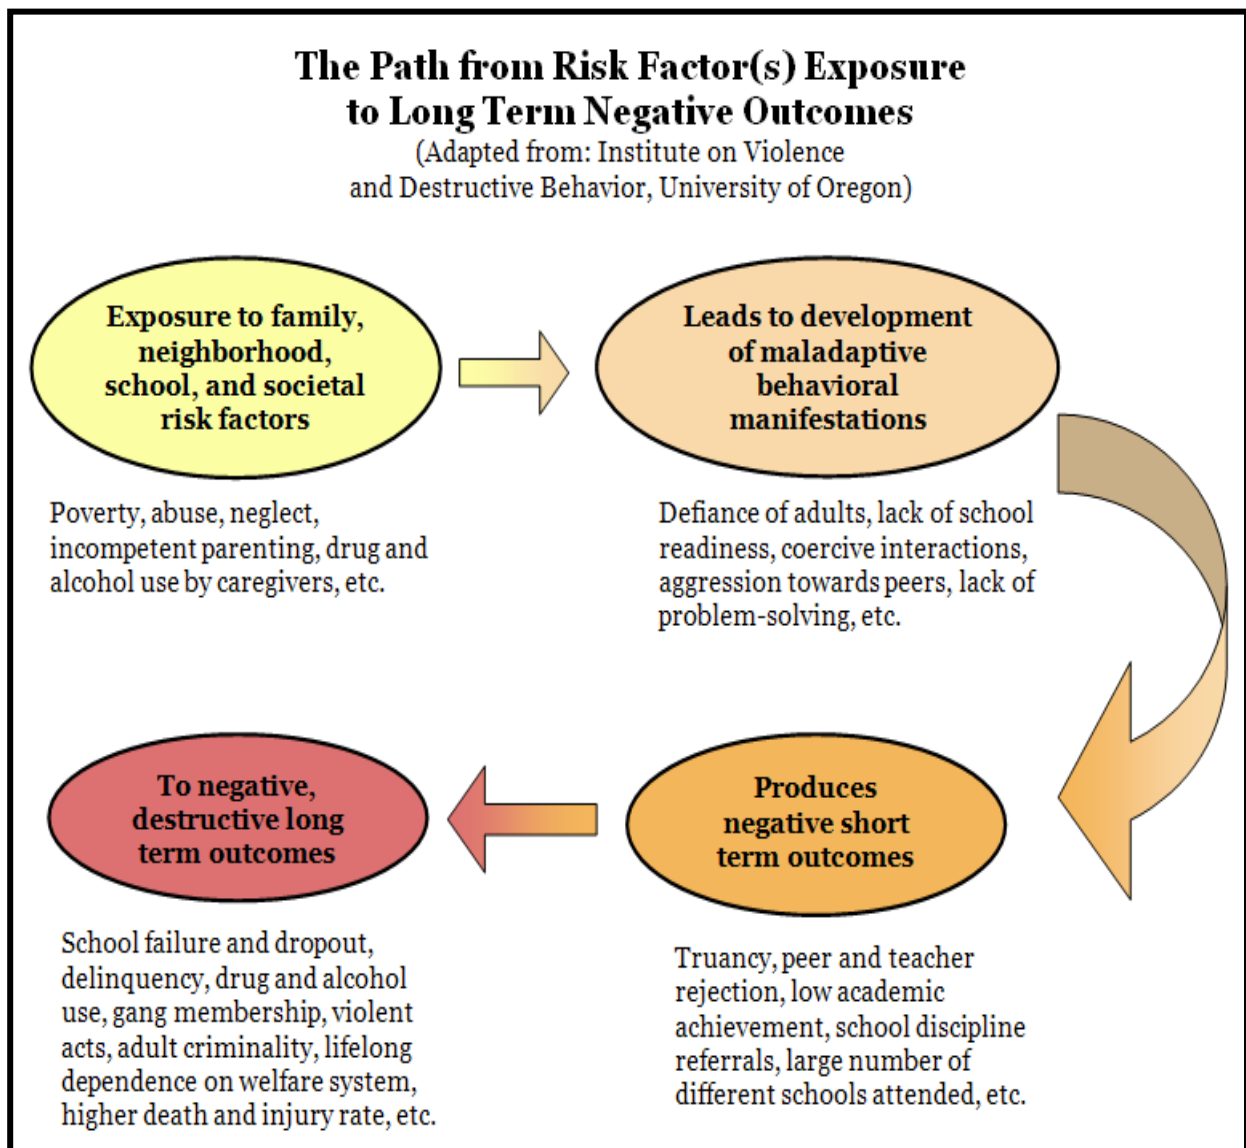 The Path from Risk Factor(s) Exposure
to Long Term Negative Outcomes
(Adapted from: Institute on Violence
and Destructive Behavior, University of Oregon)
Exposure to family,
neighborhood,
school, and societal
risk factors
Poverty, abuse, neglect,
incompetent parenting, drug and
alcohol use by caregivers, etc.
Leads to development
of maladaptive
behavioral
manifestations
Defiance of adults, lack of school
readiness, coercive interactions,
aggression towards peers, lack of
problem-solving, etc.
Produces
negative short
term outcomes
Truancy, peer and teacher
rejection, low academic
achievement, school discipline
referrals, large number of
different schools attended, etc.
To negative,
destructive long
term outcomes
School failure and dropout,
delinquency, drug and alcohol
use, gang membership, violent
acts, adult criminality, lifelong
dependence on welfare system,
higher death and injury rate, etc.